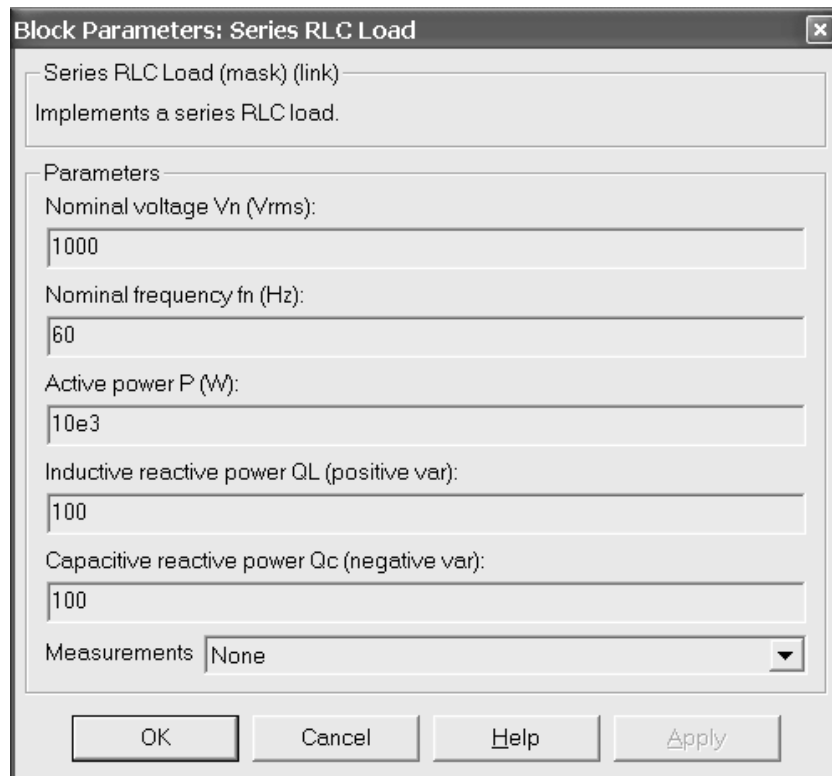 Block Parameters: Series RLC Load
Series RLC Load (mask) (link)
Implements a series RLC load.
Parameters
Nominal voltage Vn (Vrms):
1000
Nominal frequency fn (Hz):
60
Active power P (W):
10e3
Inductive reactive power QL (positive var):
100
Capacitive reactive power Qc (negative var):
100
Measurements None
OK Cancel Help Apply